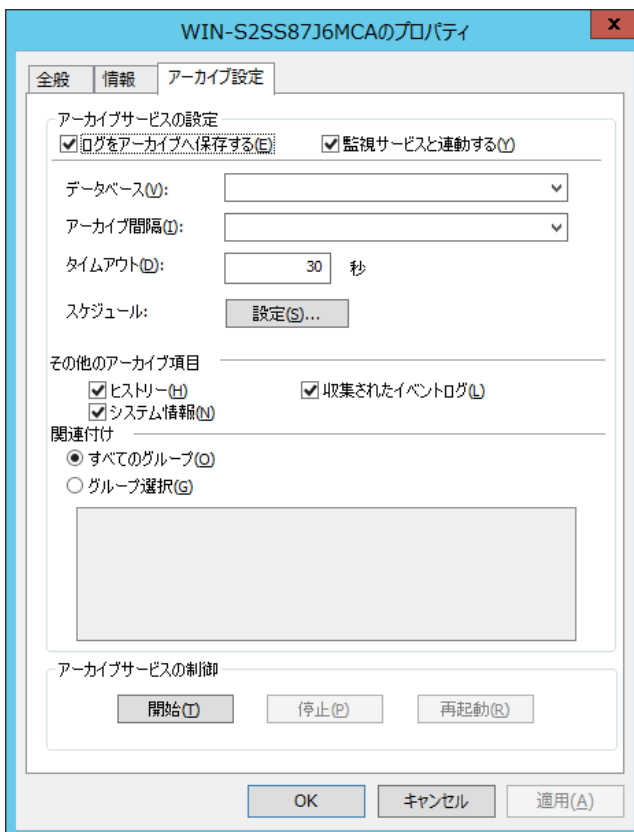 WIN-S2SS87J6MCAのプロパティ
x
全般 情報 アーカイブ設定
アーカイブサービスの設定
ログをアーカイブへ保存する(E) 監視サービスと連動する(Y)
データベース(V):
アーカイブ間隔(I):
タイムアウト(D): 30 秒
スケジュール: 設定(S)...
その他のアーカイブ項目
ヒストリー(H) 収集されたイベントログ(L)
システム情報(N)
関連付け
すべてのグループ(O)
グループ選択(G)
アーカイブサービスの制御
開始(T) 停止(P) 再起動(R)
OK キャンセル 適用(A)